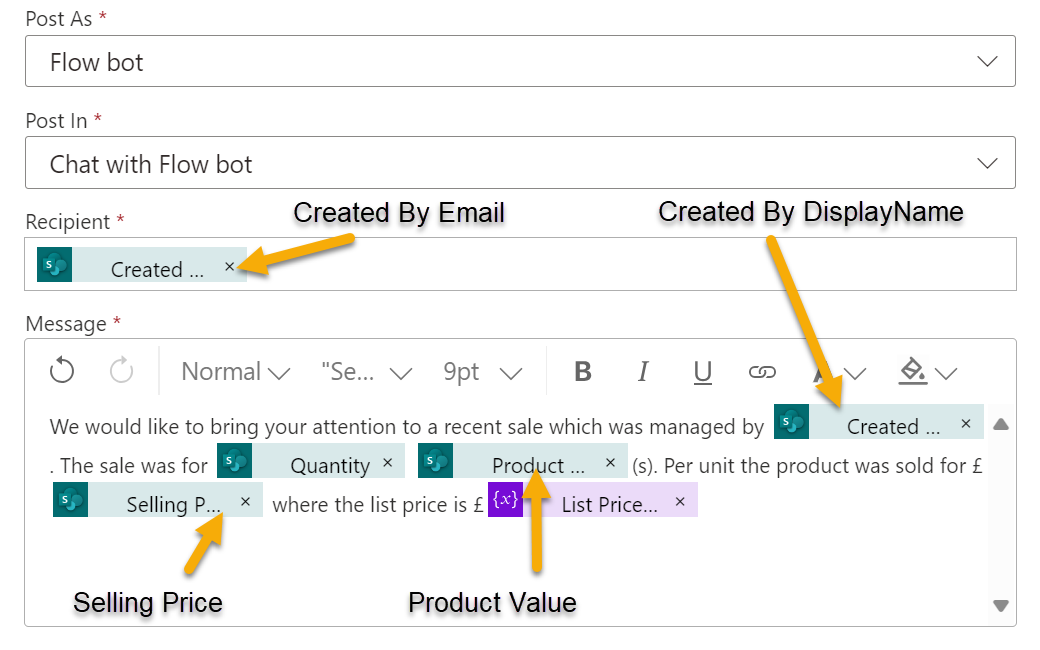 Post As *
Flow bot
Post In *
Chat with Flow bot
Created By Email
Created By DisplayName
Recipient *
Created ... ×
Message *
Normal "Se... 9pt B I U A
We would like to bring your attention to a recent sale which was managed by Created ... ×
. The sale was for Quantity × Product ... × (s). Per unit the product was sold for £
Selling P... × where the list price is £ {x} List Price... ×
Selling Price
Product Value